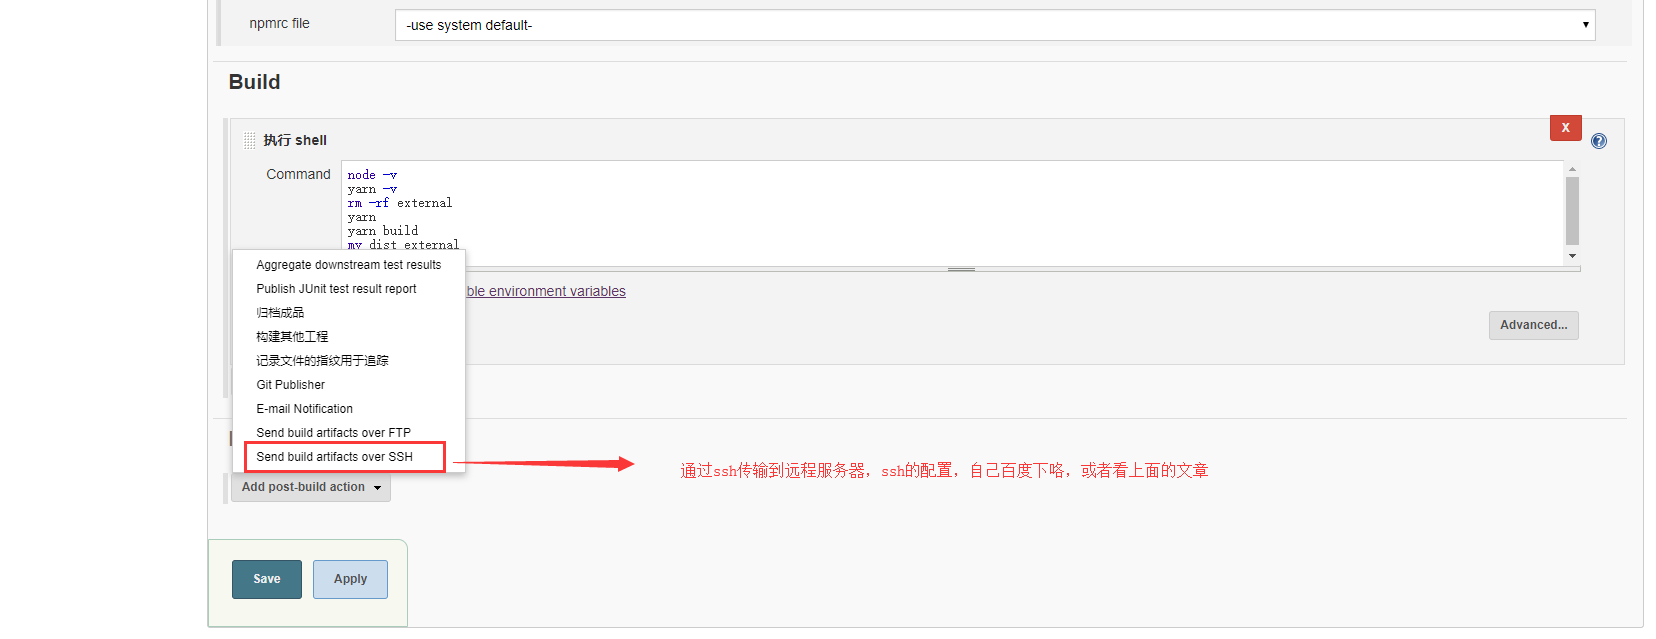 npmrc file
-use system default-
Build
执行 shell
X
Command
node -v
yarn -v
rm -rf external
yarn
yarn build
mv dist external
Aggregate downstream test results
Publish JUnit test result report
ble environment variables
归档成品
Advanced...
构建其他工程
记录文件的指纹用于追踪
Git Publisher
E-mail Notification
Send build artifacts over FTP
Send build artifacts over SSH
通过ssh传输到远程服务器，ssh的配置，自己百度下咯，或者看上面的文章
Add post-build action
Save
Apply